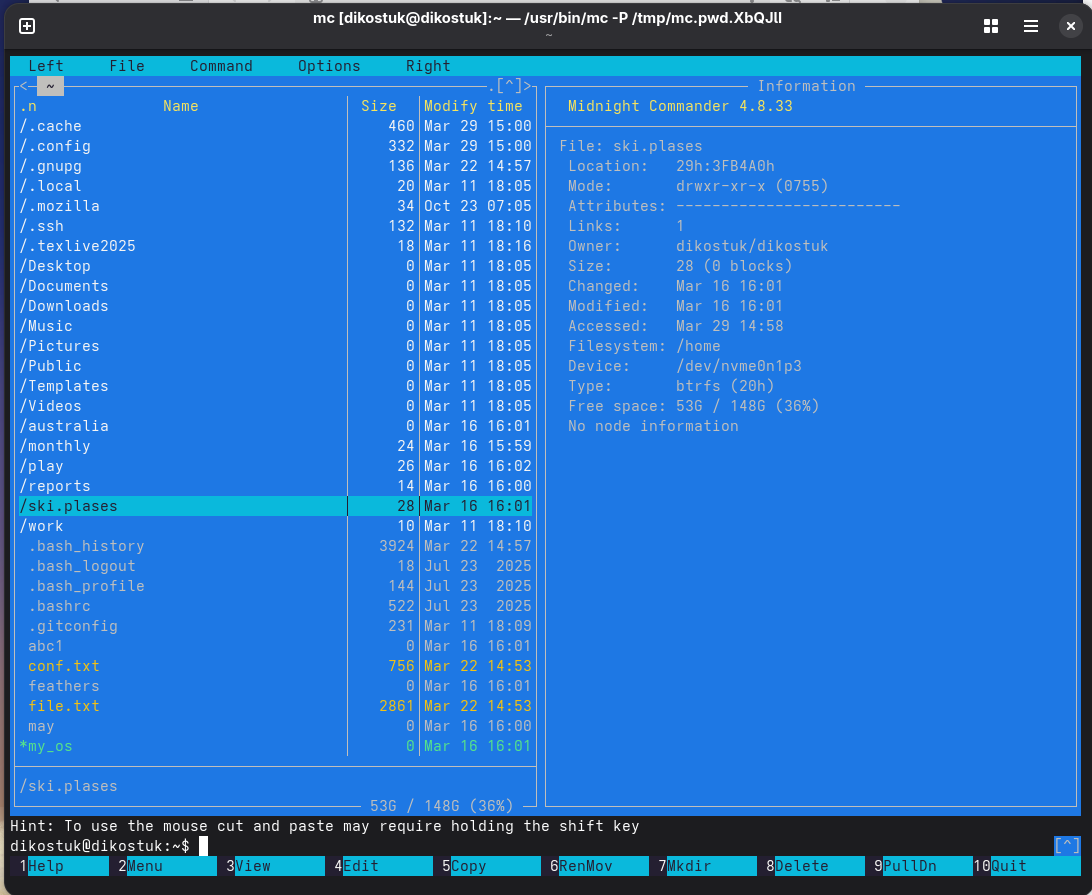 mc [dikostuk@dikostuk]:~ — /usr/bin/mc -P /tmp/mc.pwd.XbQJll
~
Left File Command Options Right
<─ ~ .[^]>
.n Name Size Modify time
/.cache 460 Mar 29 15:00
/.config 332 Mar 29 15:00
/.gnupg 136 Mar 22 14:57
/.local 20 Mar 11 18:05
/.mozilla 34 Oct 23 07:05
/.ssh 132 Mar 11 18:10
/.texlive2025 18 Mar 11 18:16
/Desktop 0 Mar 11 18:05
/Documents 0 Mar 11 18:05
/Downloads 0 Mar 11 18:05
/Music 0 Mar 11 18:05
/Pictures 0 Mar 11 18:05
/Public 0 Mar 11 18:05
/Templates 0 Mar 11 18:05
/Videos 0 Mar 11 18:05
/australia 0 Mar 16 16:01
/monthly 24 Mar 16 15:59
/play 26 Mar 16 16:02
/reports 14 Mar 16 16:00
/ski.plases 28 Mar 16 16:01
/work 10 Mar 11 18:10
.bash_history 3924 Mar 22 14:57
.bash_logout 18 Jul 23 2025
.bash_profile 144 Jul 23 2025
.bashrc 522 Jul 23 2025
.gitconfig 231 Mar 11 18:09
abc1 0 Mar 16 16:01
conf.txt 756 Mar 22 14:53
feathers 0 Mar 16 16:01
file.txt 2861 Mar 22 14:53
may 0 Mar 16 16:00
*my_os 0 Mar 16 16:01
/ski.plases
53G / 148G (36%)
Information
Midnight Commander 4.8.33
File: ski.plases
Location: 29h:3FB4A0h
Mode: drwxr-xr-x (0755)
Attributes: -------------------------
Links: 1
Owner: dikostuk/dikostuk
Size: 28 (0 blocks)
Changed: Mar 16 16:01
Modified: Mar 16 16:01
Accessed: Mar 29 14:58
Filesystem: /home
Device: /dev/nvme0n1p3
Type: btrfs (20h)
Free space: 53G / 148G (36%)
No node information
Hint: To use the mouse cut and paste may require holding the shift key
dikostuk@dikostuk:~$ [^]
1Help 2Menu 3View 4Edit 5Copy 6RenMov 7Mkdir 8Delete 9PullDn 10Quit